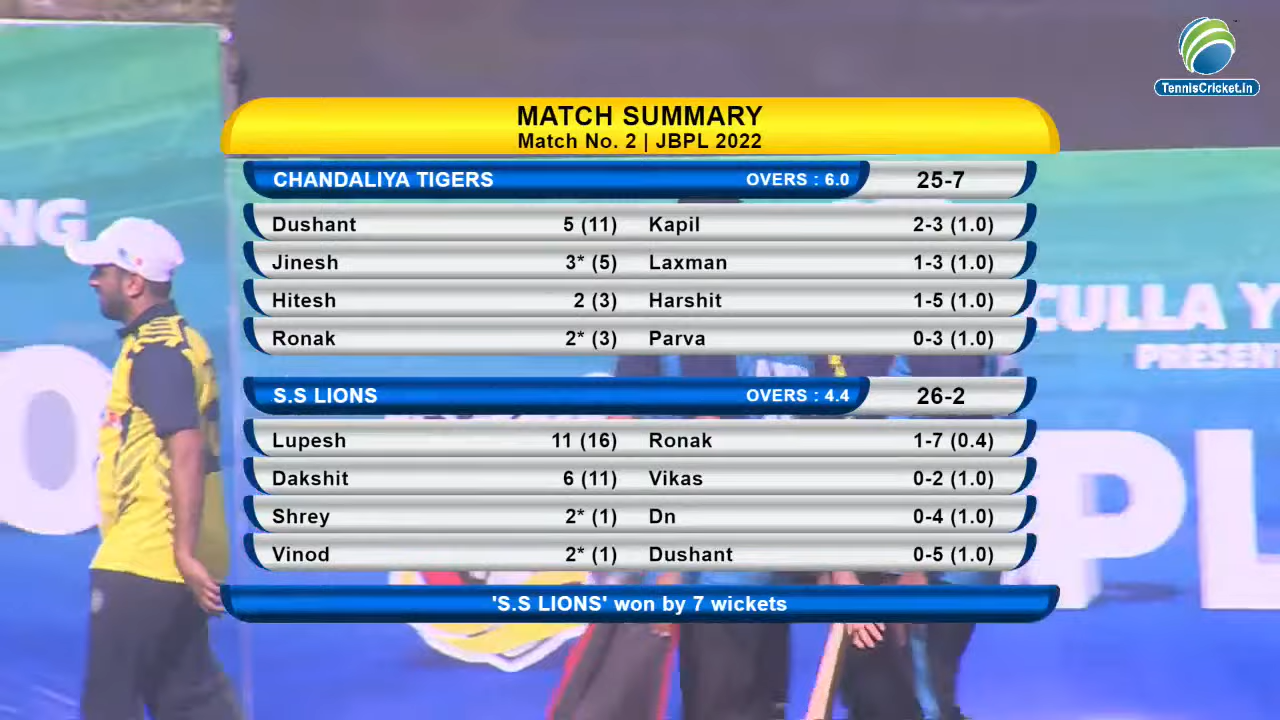 TennisCricket.in
MATCH SUMMARY
Match No. 2 | JBPL 2022
CHANDALIYA TIGERS OVERS : 6.0 25-7
Dushant 5 (11) Kapil 2-3 (1.0)
Jinesh 3* (5) Laxman 1-3 (1.0)
Hitesh 2 (3) Harshit 1-5 (1.0)
Ronak 2* (3) Parva 0-3 (1.0)
S.S LIONS OVERS : 4.4 26-2
Lupesh 11 (16) Ronak 1-7 (0.4)
Dakshit 6 (11) Vikas 0-2 (1.0)
Shrey 2* (1) Dn 0-4 (1.0)
Vinod 2* (1) Dushant 0-5 (1.0)
'S.S LIONS' won by 7 wickets
NG
CULLA Y
PRESEN
PL